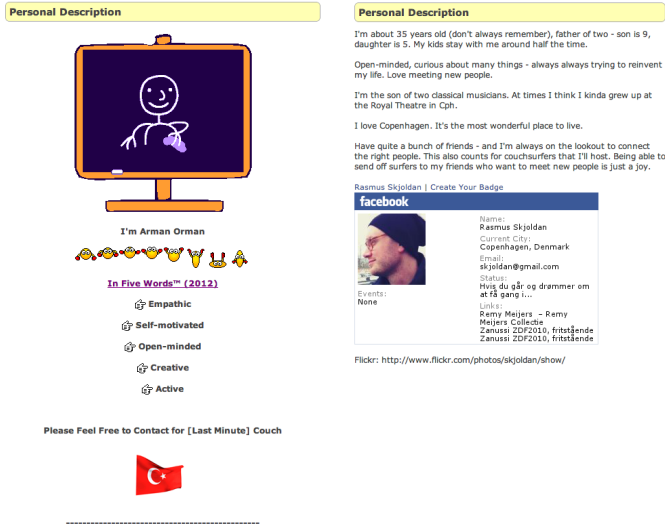 Personal Description
I'm Arman Orman
In Five Words™ (2012)
Empathic
Self-motivated
Open-minded
Creative
Active
Please Feel Free to Contact for [Last Minute] Couch
-----------------------------------------------
Personal Description
I'm about 35 years old (don't always remember), father of two - son is 9,
daughter is 5. My kids stay with me around half the time.
Open-minded, curious about many things - always always trying to reinvent
my life. Love meeting new people.
I'm the son of two classical musicians. At times I think I kinda grew up at
the Royal Theatre in Cph.
I love Copenhagen. It's the most wonderful place to live.
Have quite a bunch of friends - and I'm always on the lookout to connect
the right people. This also counts for couchsurfers that I'll host. Being able to
send off surfers to my friends who want to meet new people is just a joy.
Rasmus Skjoldan | Create Your Badge
facebook
Events:
None
Name:
Rasmus Skjoldan
Current City:
Copenhagen, Denmark
Email:
skjoldan@gmail.com
Status:
Hvis du går og drømmer om
at få gang i...
Links:
Remy Meijers – Remy
Meijers Collectie
Zanussi ZDF2010, fritstående
Zanussi ZDF2010, fritstående
Flickr: http://www.flickr.com/photos/skjoldan/show/